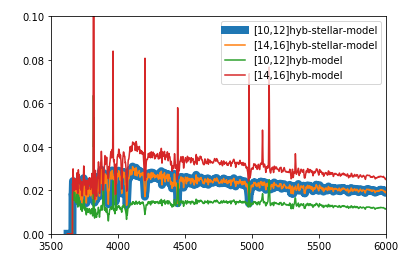 0.10
[10,12]hyb-stellar-model
[14,16]hyb-stellar-model
[10,12]hyb-model
[14,16]hyb-model
0.08
0.06
0.04
0.02
0.00
3500 4000 4500 5000 5500 6000